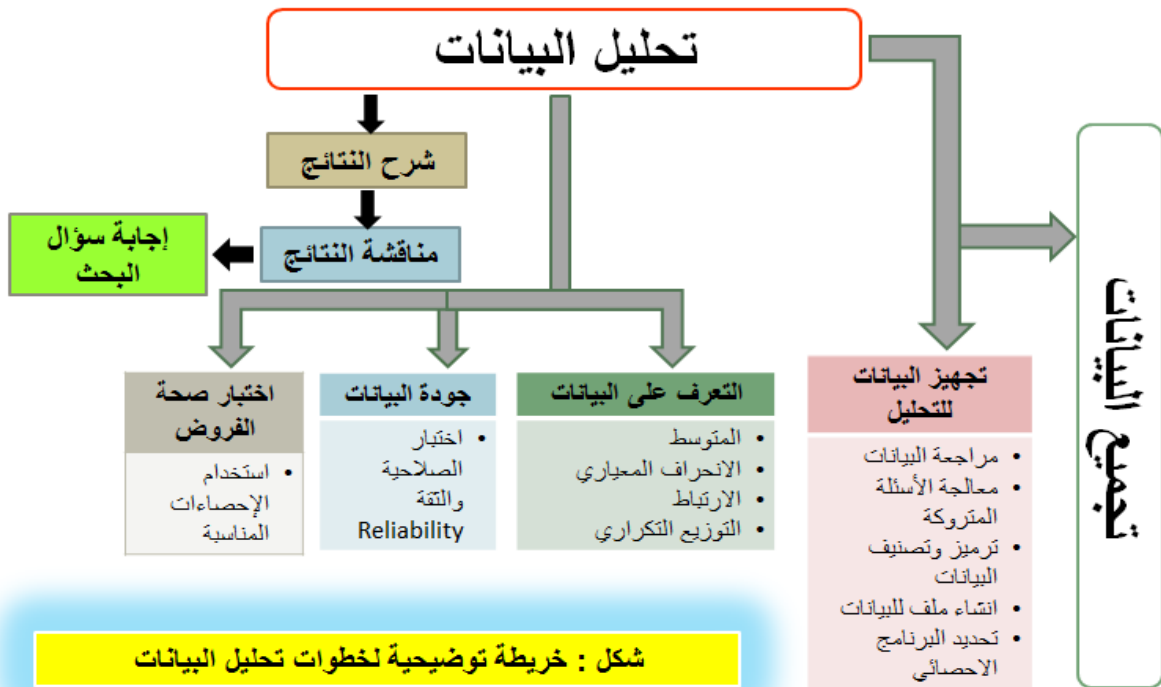 تحليل البيانات
شرح النتائج
مناقشة النتائج
إجابة سؤال
البحث
تجميع البيانات
تجهيز البيانات
للتحليل
• مراجعة البيانات
• معالجة الأسئلة
المتروكة
• ترميز وتصنيف
البيانات
• انشاء ملف للبيانات
• تحديد البرنامج
الاحصائي
التعرف على البيانات
• المتوسط
• الانحراف المعياري
• الارتباط
• التوزيع التكراري
جودة البيانات
• اختبار
الصلاحية
والثقة
Reliability
اختبار صحة
الفروض
• استخدام
الإحصاءات
المناسبة
شكل : خريطة توضيحية لخطوات تحليل البيانات